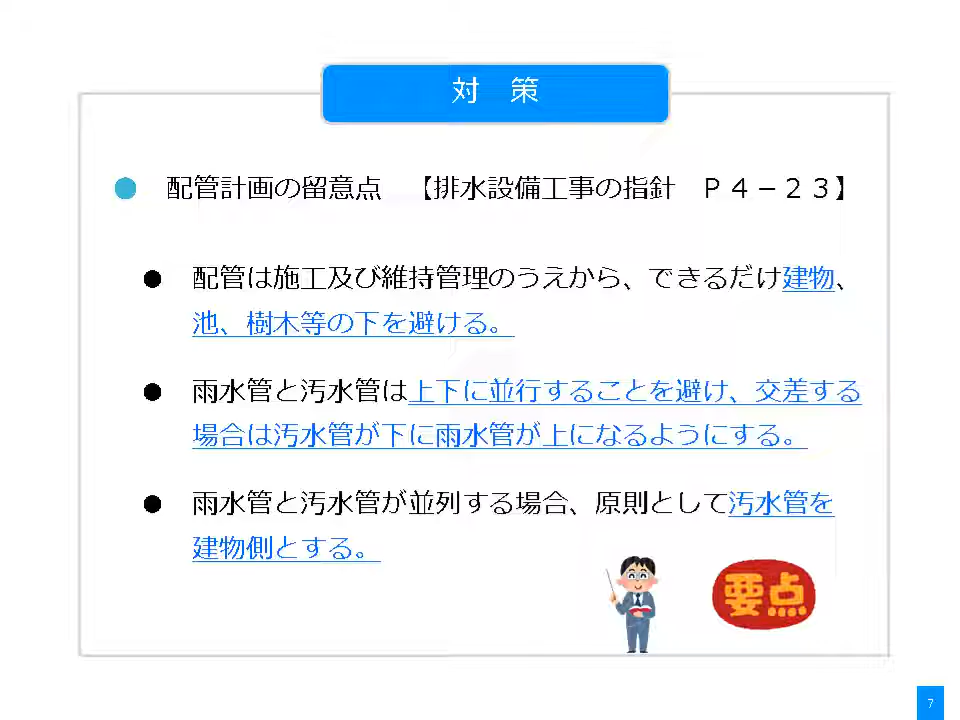 対　策
● 配管計画の留意点　【排水設備工事の指針　Ｐ４－２３】
● 配管は施工及び維持管理のうえから、できるだけ建物、
池、樹木等の下を避ける。
● 雨水管と汚水管は上下に並行することを避け、交差する
場合は汚水管が下に雨水管が上になるようにする。
● 雨水管と汚水管が並列する場合、原則として汚水管を
建物側とする。
要点
7